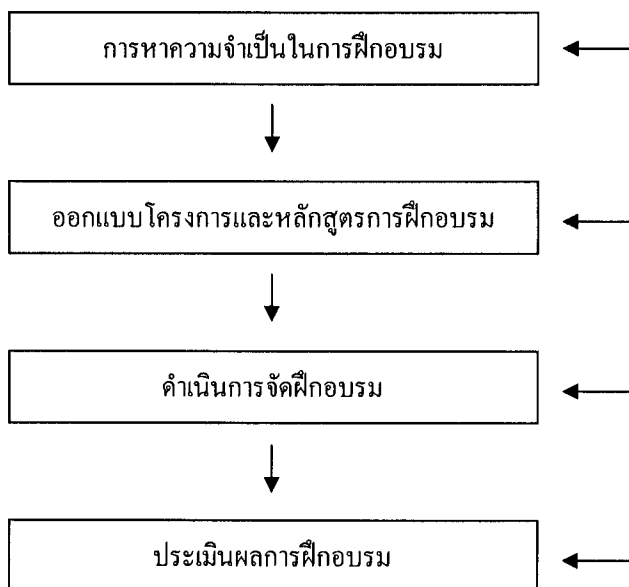 การหาความจำเป็นในการฝึกอบรม
ออกแบบโครงการและหลักสูตรการฝึกอบรม
ดำเนินการจัดฝึกอบรม
ประเมินผลการฝึกอบรม